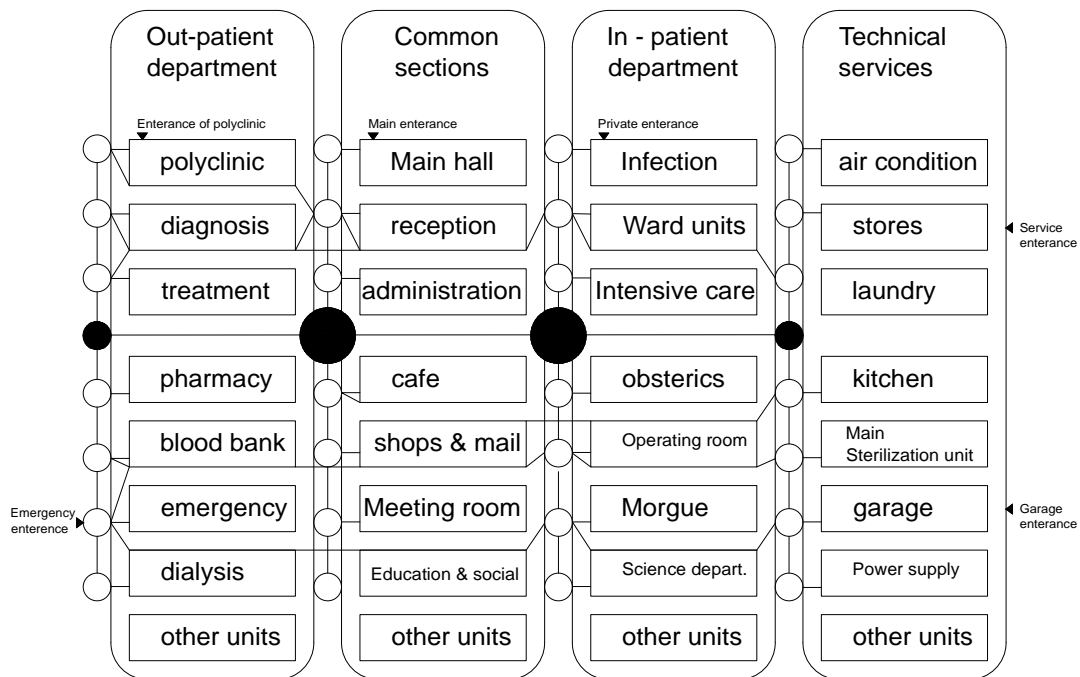 Out-patient
department
Common
sections
In - patient
department
Technical
services
Enterance of polyclinic
Main enterance
Private enterance
polyclinic
Main hall
Infection
air condition
diagnosis
reception
Ward units
stores
Service
enterance
treatment
administration
Intensive care
laundry
pharmacy
cafe
obsterics
kitchen
blood bank
shops & mail
Operating room
Main
Sterilization unit
Emergency
enterence
emergency
Meeting room
Morgue
garage
Garage
enterance
dialysis
Education & social
Science depart.
Power supply
other units
other units
other units
other units